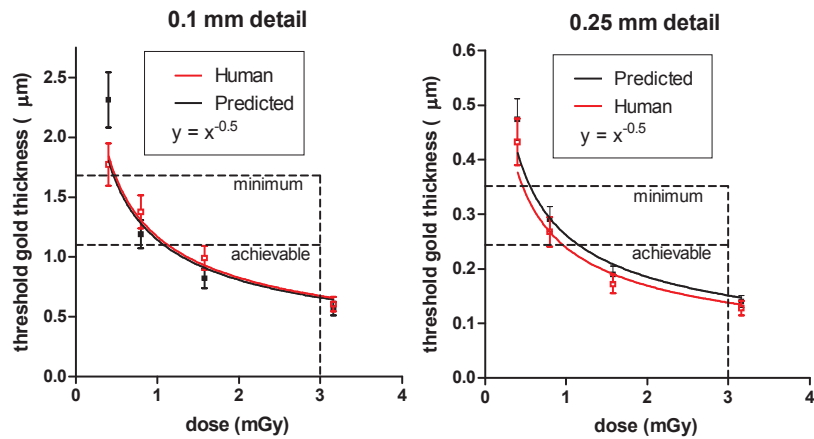 0.1 mm detail
threshold gold thickness ( μm)
2.5
2.0
1.5
1.0
0.5
0.0
Human
Predicted
y = x^-0.5
minimum
achievable
0
1
2
3
4
dose (mGy)
0.25 mm detail
threshold gold thickness ( μm)
0.6
0.5
0.4
0.3
0.2
0.1
0.0
Predicted
Human
y = x^-0.5
minimum
achievable
0
1
2
3
4
dose (mGy)